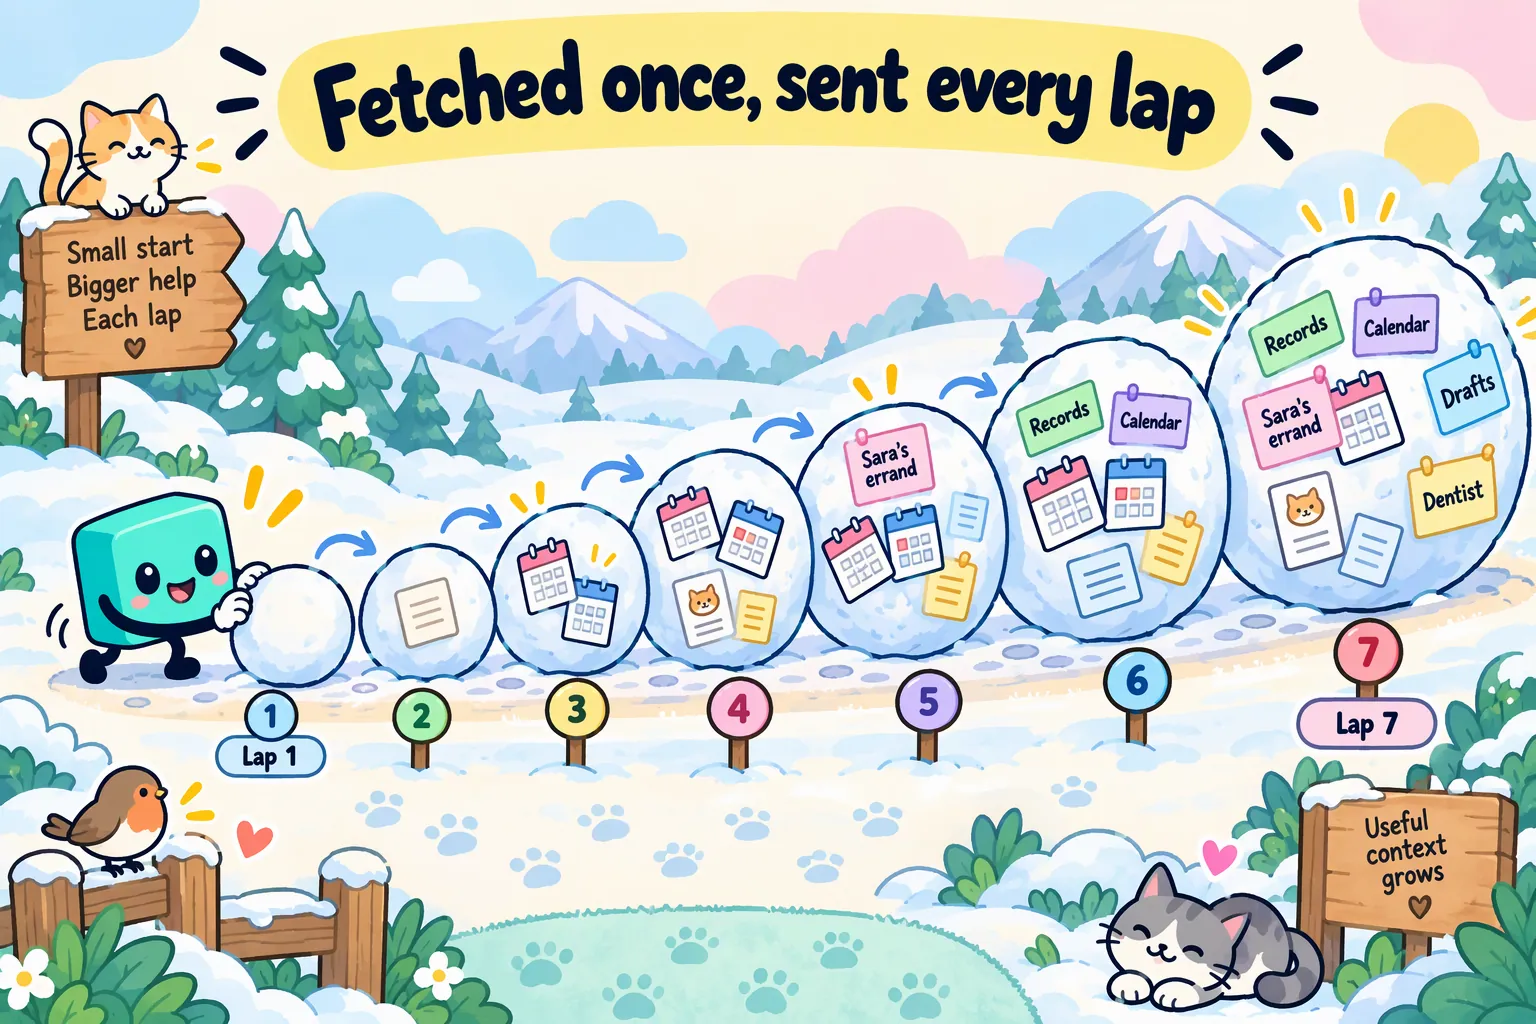 Fetched once, sent every lap
Small start
Bigger help
Each lap
Records
Calendar
Sara's
errand
Drafts
Dentist
Records
Calendar
Sara's
errand
1
2
3
4
5
6
7
Lap 1
Lap 7
Useful
context
grows